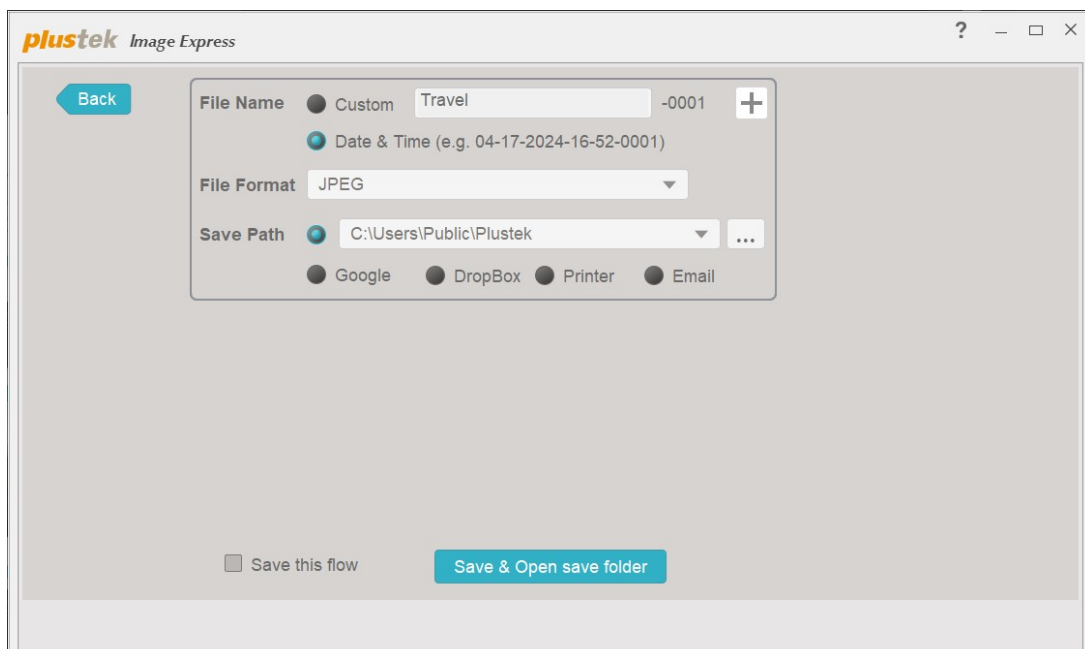 plustek Image Express ?
Back
File Name Custom Travel -0001 +
Date & Time (e.g. 04-17-2024-16-52-0001)
File Format JPEG
Save Path C:\Users\Public\Plustek ...
Google DropBox Printer Email
Save this flow Save & Open save folder